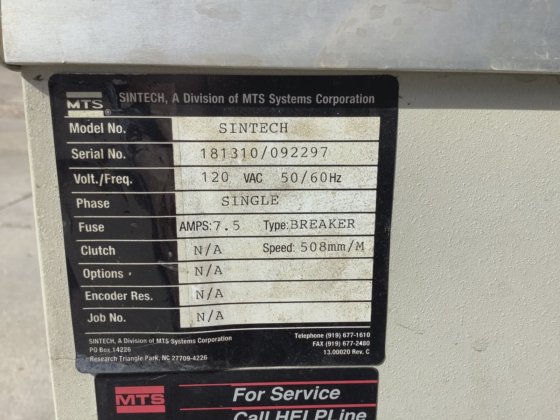 MTS ® SINTECH, A Division of MTS Systems Corporation
Model No. SINTECH
Serial No. 181310/092297
Volt./Freq. 120 VAC 50/60Hz
Phase SINGLE
Fuse AMPS: 7.5 Type: BREAKER
Clutch N/A Speed: 508mm/M
Options N/A
Encoder Res. N/A
Job No. N/A
SINTECH, A Division of MTS Systems Corporation
PO Box 14226
Research Triangle Park, NC 27709-4226
Telephone (919) 677-1610
FAX (919) 677-2480
13.00020 Rev. C
MTS For Service
Call HELPLine